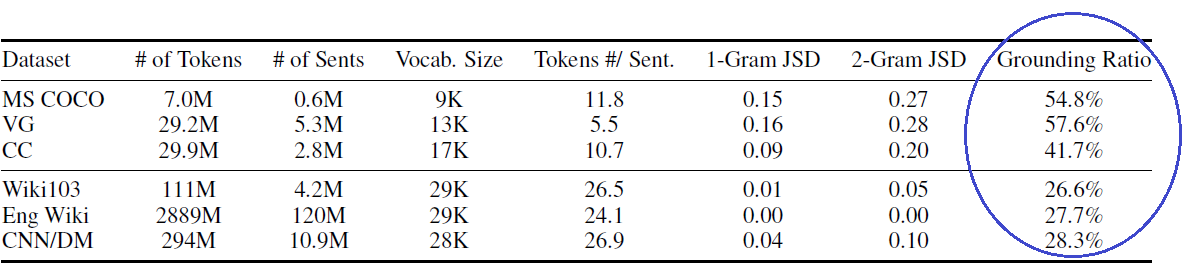 Dataset # of Tokens # of Sents Vocab. Size Tokens #/ Sent. 1-Gram JSD 2-Gram JSD Grounding Ratio
MS COCO 7.0M 0.6M 9K 11.8 0.15 0.27 54.8%
VG 29.2M 5.3M 13K 5.5 0.16 0.28 57.6%
CC 29.9M 2.8M 17K 10.7 0.09 0.20 41.7%
Wiki103 111M 4.2M 29K 26.5 0.01 0.05 26.6%
Eng Wiki 2889M 120M 29K 24.1 0.00 0.00 27.7%
CNN/DM 294M 10.9M 28K 26.9 0.04 0.10 28.3%